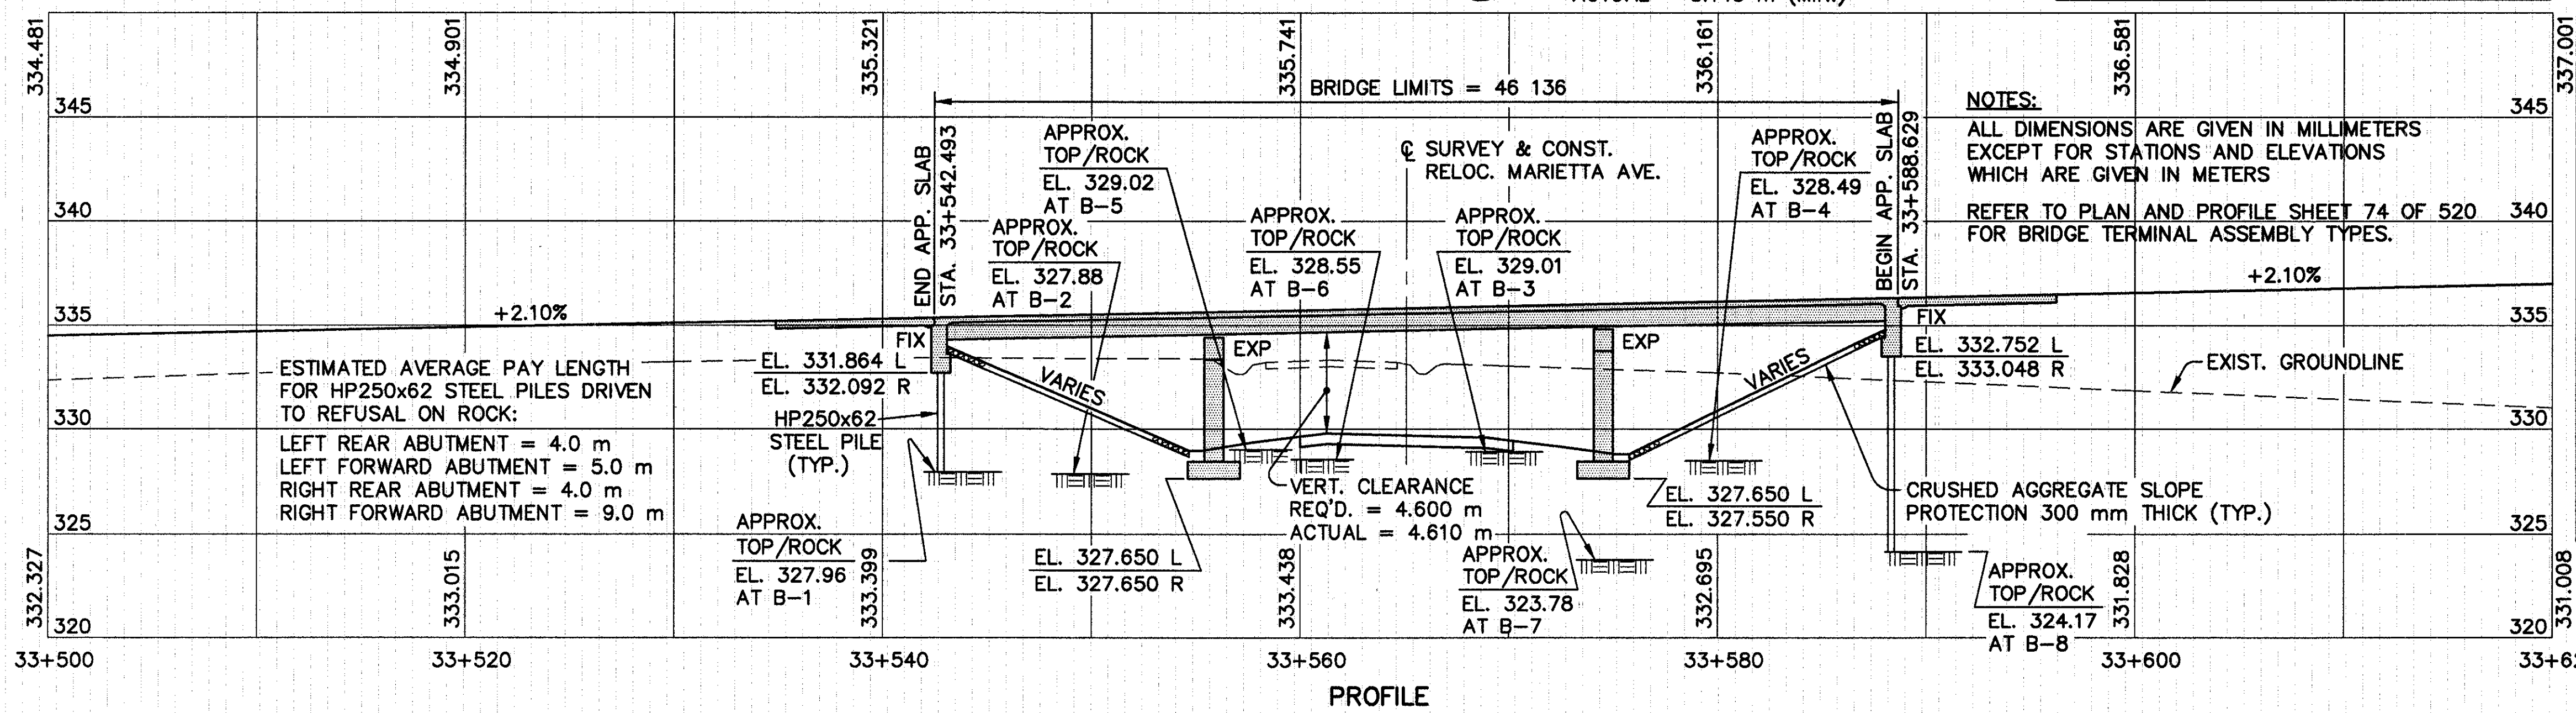 334.481
334.901
335.321
335.741
336.161
336.581
337.001
BRIDGE LIMITS = 46 136
345
340
335
330
325
320
345
340
335
330
325
320
END APP. SLAB
STA. 33+542.493
BEGIN APP. SLAB
STA. 33+588.629
APPROX.
TOP/ROCK
EL. 329.02
AT B-5
APPROX.
TOP/ROCK
EL. 327.88
AT B-2
APPROX.
TOP/ROCK
EL. 328.55
AT B-6
℄ SURVEY & CONST.
RELOC. MARIETTA AVE.
APPROX.
TOP/ROCK
EL. 329.01
AT B-3
APPROX.
TOP/ROCK
EL. 328.49
AT B-4
NOTES:
ALL DIMENSIONS ARE GIVEN IN MILLIMETERS
EXCEPT FOR STATIONS AND ELEVATIONS
WHICH ARE GIVEN IN METERS
REFER TO PLAN AND PROFILE SHEET 74 OF 520
FOR BRIDGE TERMINAL ASSEMBLY TYPES.
+2.10%
+2.10%
FIX
EXP
EXP
FIX
ESTIMATED AVERAGE PAY LENGTH
FOR HP250x62 STEEL PILES DRIVEN
TO REFUSAL ON ROCK:
LEFT REAR ABUTMENT = 4.0 m
LEFT FORWARD ABUTMENT = 5.0 m
RIGHT REAR ABUTMENT = 4.0 m
RIGHT FORWARD ABUTMENT = 9.0 m
EL. 331.864 L
EL. 332.092 R
HP250x62
STEEL PILE
(TYP.)
VARIES
VARIES
EL. 332.752 L
EL. 333.048 R
EXIST. GROUNDLINE
VERT. CLEARANCE
REQ'D. = 4.600 m
ACTUAL = 4.610 m
EL. 327.650 L
EL. 327.550 R
CRUSHED AGGREGATE SLOPE
PROTECTION 300 mm THICK (TYP.)
APPROX.
TOP/ROCK
EL. 327.96
AT B-1
EL. 327.650 L
EL. 327.650 R
APPROX.
TOP/ROCK
EL. 323.78
AT B-7
APPROX.
TOP/ROCK
EL. 324.17
AT B-8
332.327
333.015
333.399
333.438
332.695
331.828
331.008
33+500
33+520
33+540
33+560
33+580
33+600
PROFILE